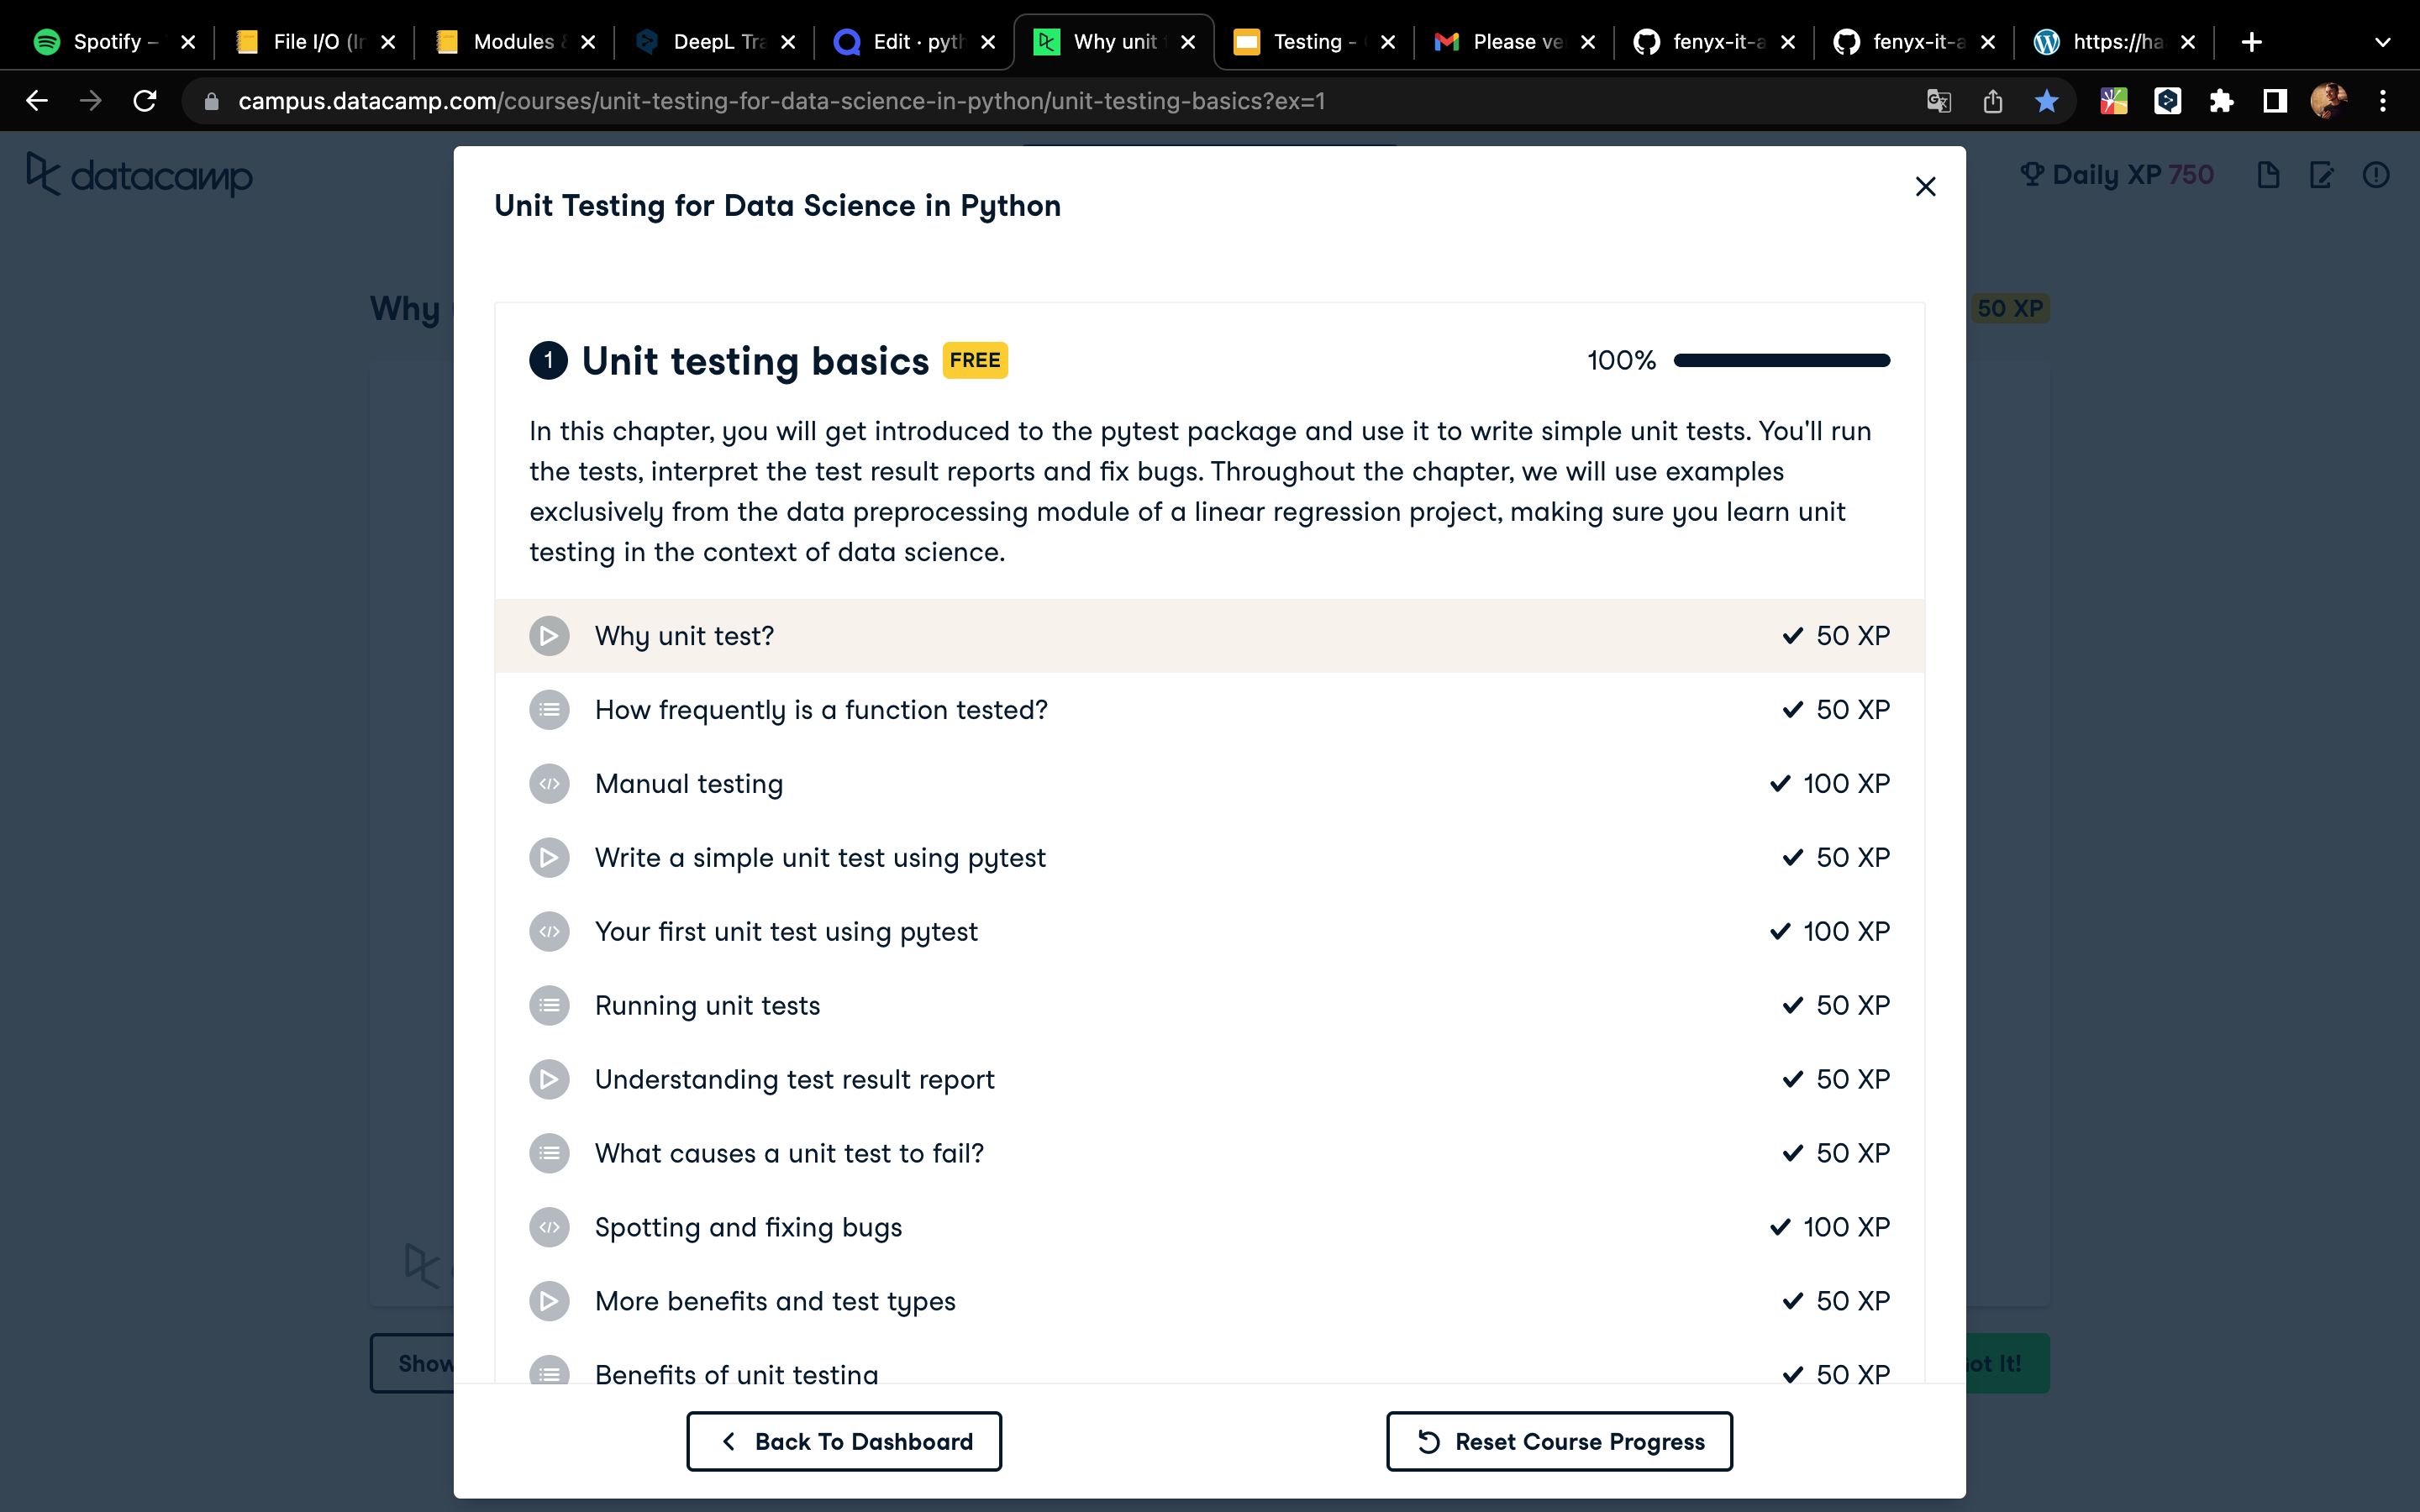 Spotify –
File I/O (In
Modules &
DeepL Tra
Edit · pyth
Why unit
Testing -
Please ve
fenyx-it-a
fenyx-it-a
https://ha
campus.datacamp.com/courses/unit-testing-for-data-science-in-python/unit-testing-basics?ex=1
datacamp
Daily XP 750
Unit Testing for Data Science in Python
Why
50 XP
1 Unit testing basics FREE 100%
In this chapter, you will get introduced to the pytest package and use it to write simple unit tests. You'll run
the tests, interpret the test result reports and fix bugs. Throughout the chapter, we will use examples
exclusively from the data preprocessing module of a linear regression project, making sure you learn unit
testing in the context of data science.
Why unit test? 50 XP
How frequently is a function tested? 50 XP
Manual testing 100 XP
Write a simple unit test using pytest 50 XP
Your first unit test using pytest 100 XP
Running unit tests 50 XP
Understanding test result report 50 XP
What causes a unit test to fail? 50 XP
Spotting and fixing bugs 100 XP
More benefits and test types 50 XP
Show
ot It!
Benefits of unit testing 50 XP
Back To Dashboard
Reset Course Progress